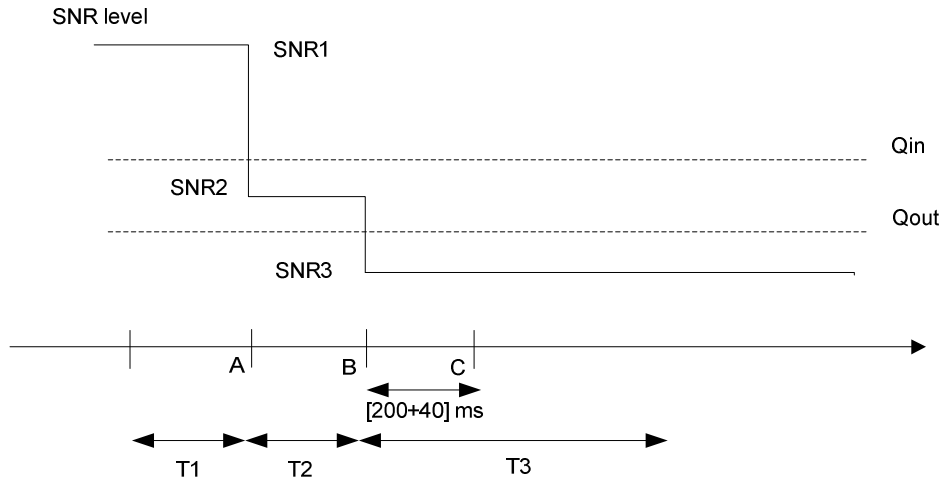 SNR level
SNR1
Qin
SNR2
Qout
SNR3
A
B
C
[200+40] ms
T1
T2
T3